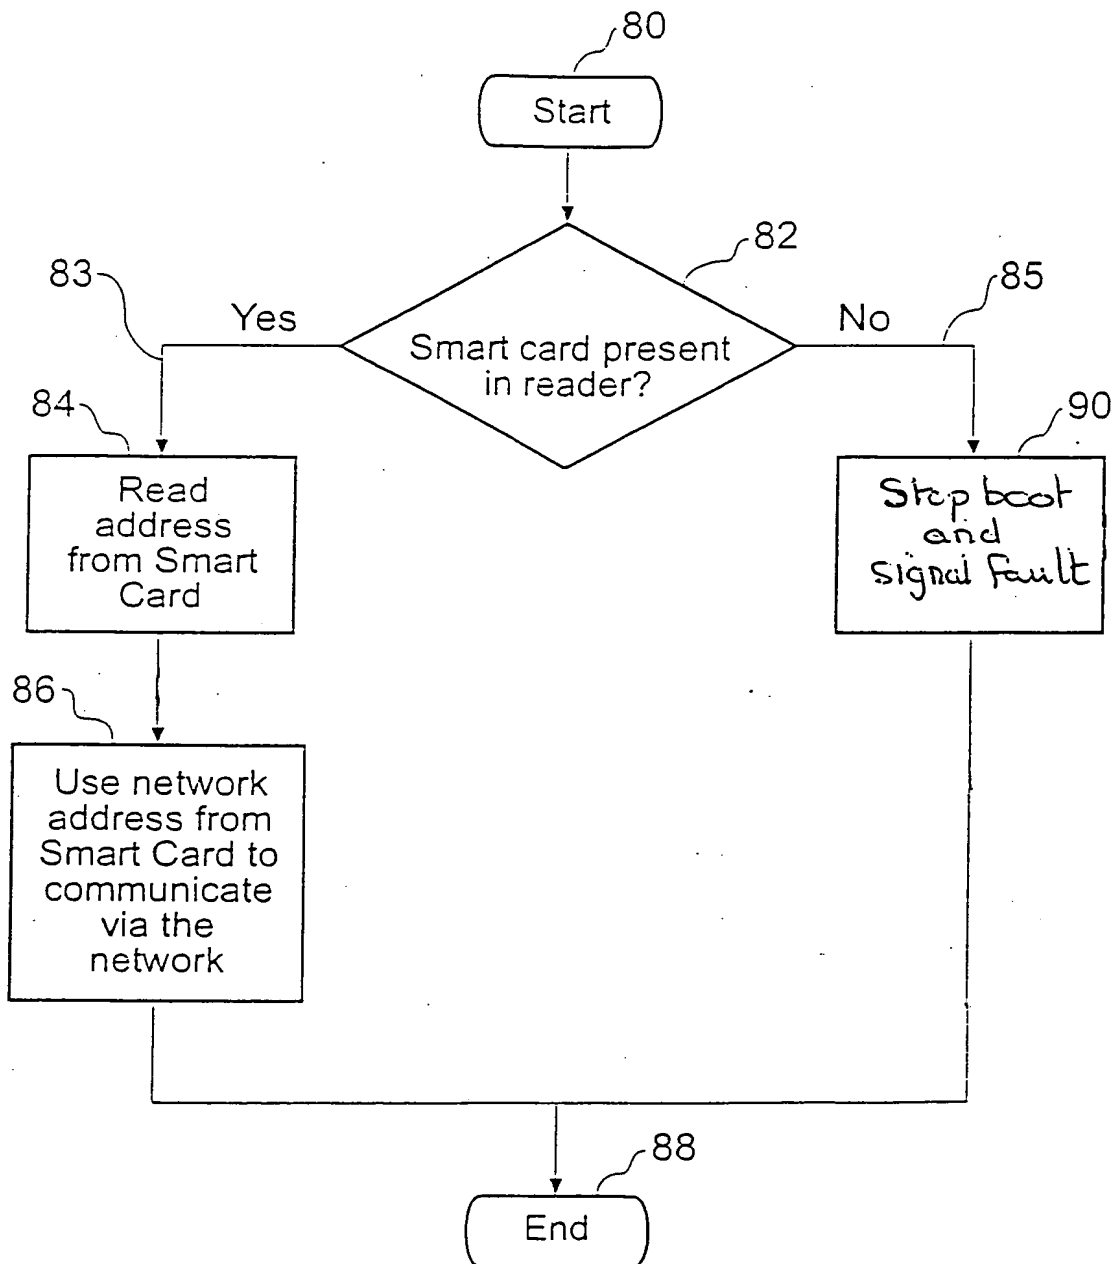 80
Start
82
83
85
Yes
No
Smart card present
in reader?
84
90
Read
address
from Smart
Card
Stop boot
and
signal fault
86
Use network
address from
Smart Card to
communicate
via the
network
88
End